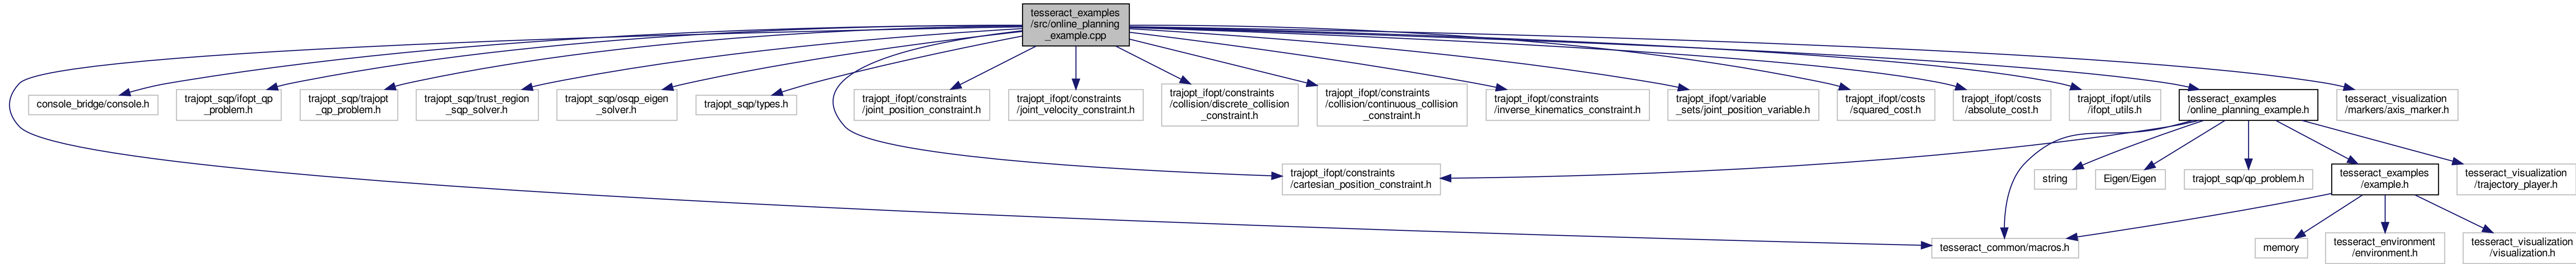 tesseract_examples
/src/online_planning
_example.cpp
console_bridge/console.h
trajopt_sqp/ifopt_qp
_problem.h
trajopt_sqp/trajopt
_qp_problem.h
trajopt_sqp/trust_region
_sqp_solver.h
trajopt_sqp/osqp_eigen
_solver.h
trajopt_sqp/types.h
trajopt_ifopt/constraints
/joint_position_constraint.h
trajopt_ifopt/constraints
/joint_velocity_constraint.h
trajopt_ifopt/constraints
/collision/discrete_collision
_constraint.h
trajopt_ifopt/constraints
/collision/continuous_collision
_constraint.h
trajopt_ifopt/constraints
/inverse_kinematics_constraint.h
trajopt_ifopt/variable
_sets/joint_position_variable.h
trajopt_ifopt/costs
/squared_cost.h
trajopt_ifopt/costs
/absolute_cost.h
trajopt_ifopt/utils
/ifopt_utils.h
tesseract_examples
/online_planning_example.h
tesseract_visualization
/markers/axis_marker.h
trajopt_ifopt/constraints
/cartesian_position_constraint.h
string
Eigen/Eigen
trajopt_sqp/qp_problem.h
tesseract_examples
/example.h
tesseract_visualization
/trajectory_player.h
tesseract_common/macros.h
memory
tesseract_environment
/environment.h
tesseract_visualization
/visualization.h